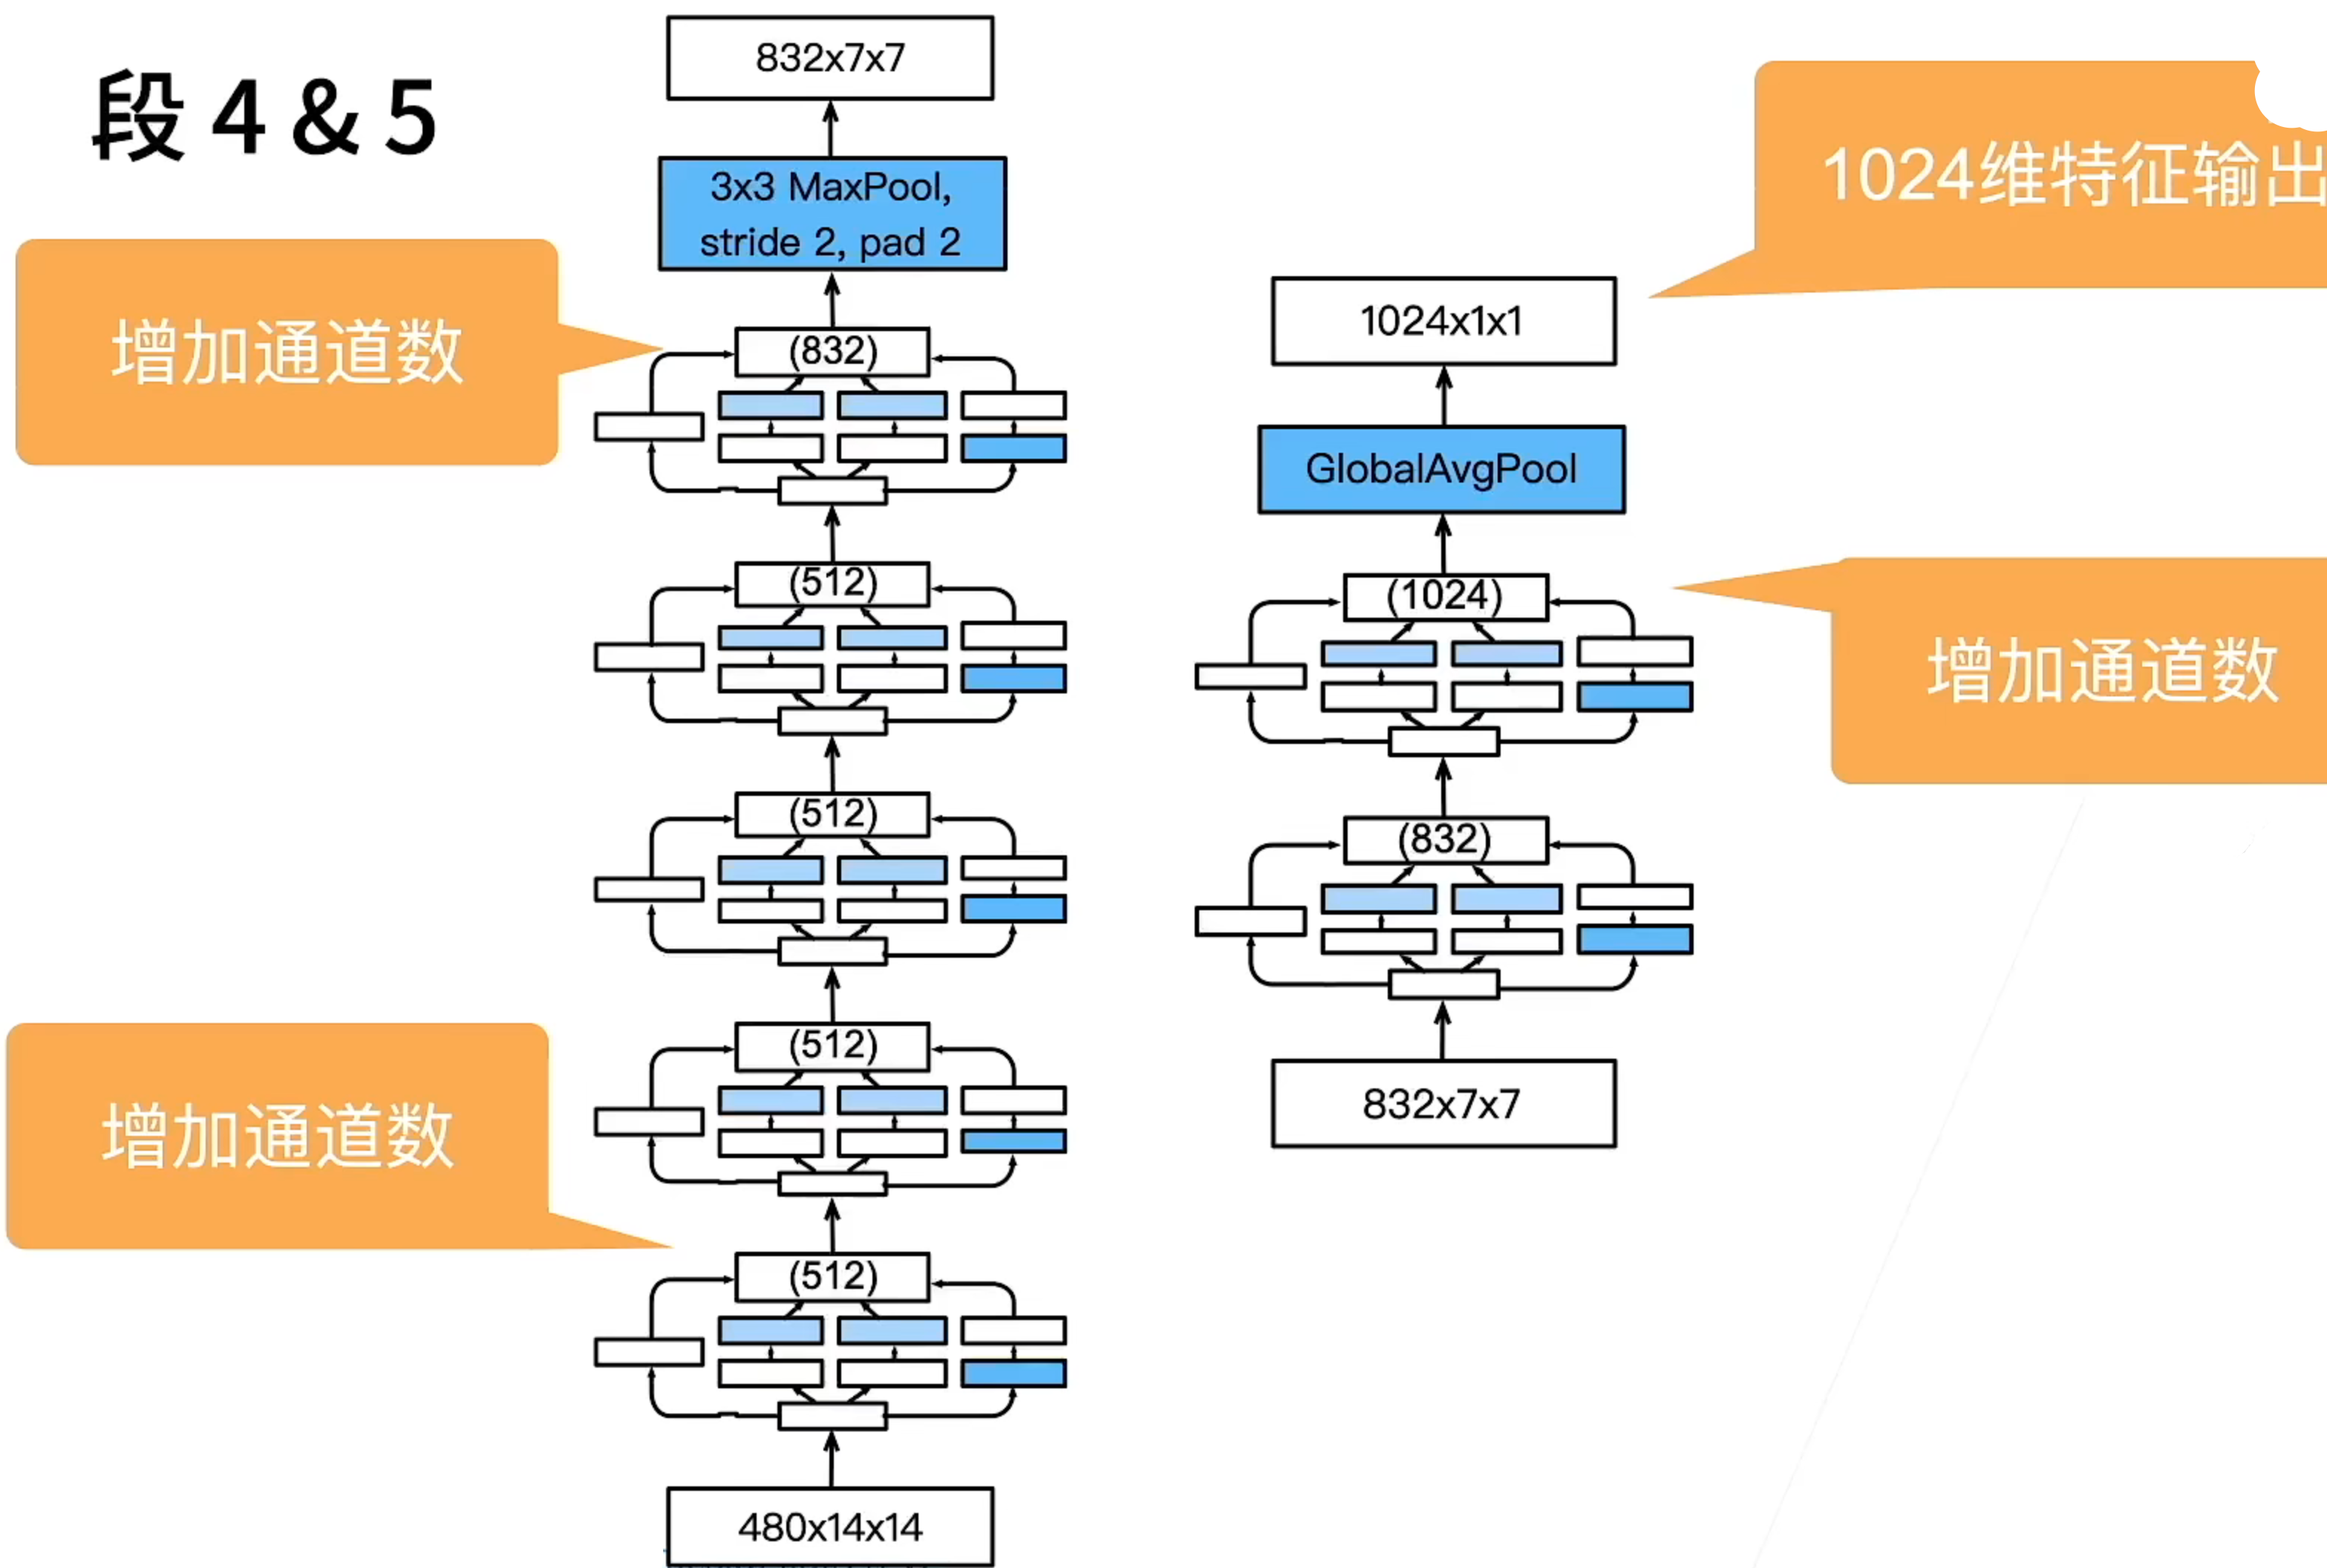 段 4 & 5
832x7x7
3x3 MaxPool,
stride 2, pad 2
增加通道数
(832)
(512)
(512)
(512)
增加通道数
(512)
480x14x14
1024维特征输出
1024x1x1
GlobalAvgPool
(1024)
增加通道数
(832)
832x7x7